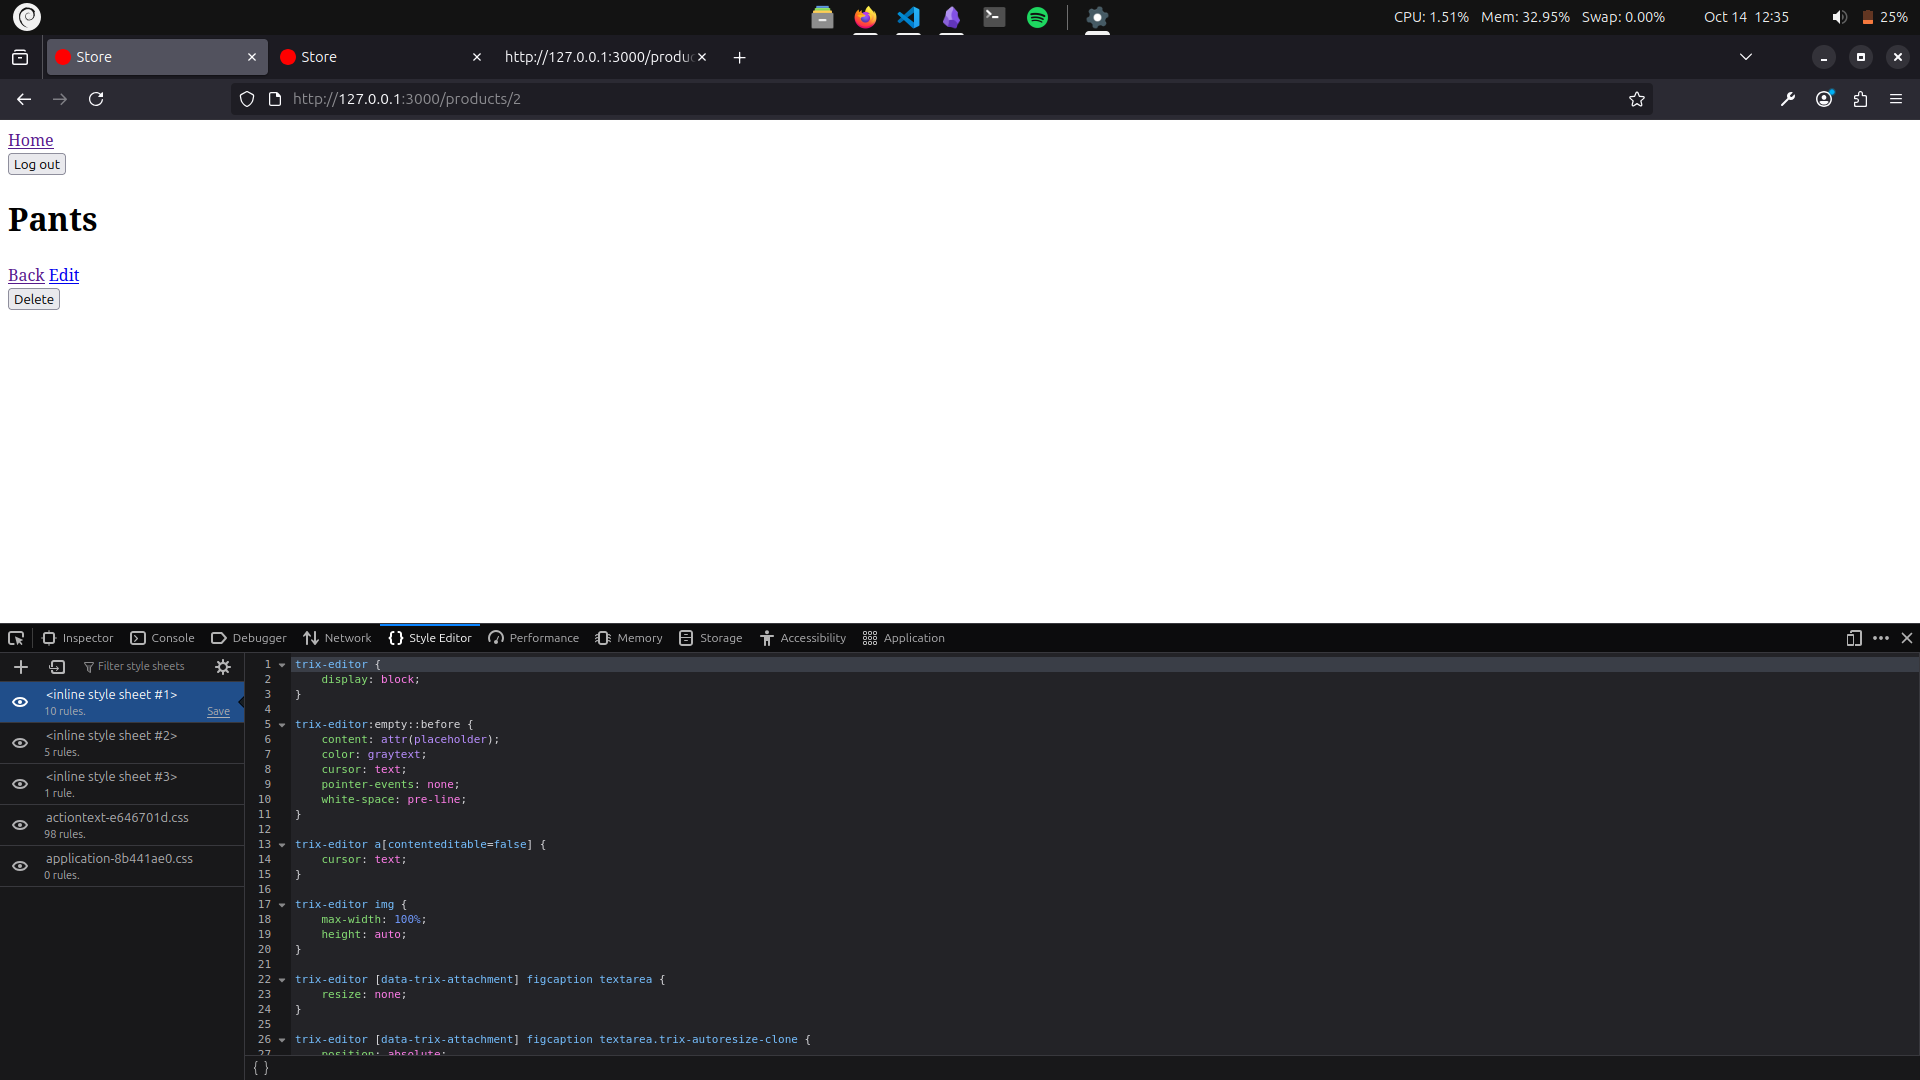 CPU: 1.51% Mem: 32.95% Swap: 0.00% Oct 14 12:35 25%
Store Store http://127.0.0.1:3000/produc
http://127.0.0.1:3000/products/2
Home
Log out
Pants
Back Edit
Delete
Inspector Console Debugger Network Style Editor Performance Memory Storage Accessibility Application
Filter style sheets
<inline style sheet #1>
10 rules. Save
<inline style sheet #2>
5 rules.
<inline style sheet #3>
1 rule.
actiontext-e646701d.css
98 rules.
application-8b441ae0.css
0 rules.
1 trix-editor {
2 display: block;
3 }
4
5 trix-editor:empty::before {
6 content: attr(placeholder);
7 color: graytext;
8 cursor: text;
9 pointer-events: none;
10 white-space: pre-line;
11 }
12
13 trix-editor a[contenteditable=false] {
14 cursor: text;
15 }
16
17 trix-editor img {
18 max-width: 100%;
19 height: auto;
20 }
21
22 trix-editor [data-trix-attachment] figcaption textarea {
23 resize: none;
24 }
25
26 trix-editor [data-trix-attachment] figcaption textarea.trix-autoresize-clone {
27 position: absolute;
{ }